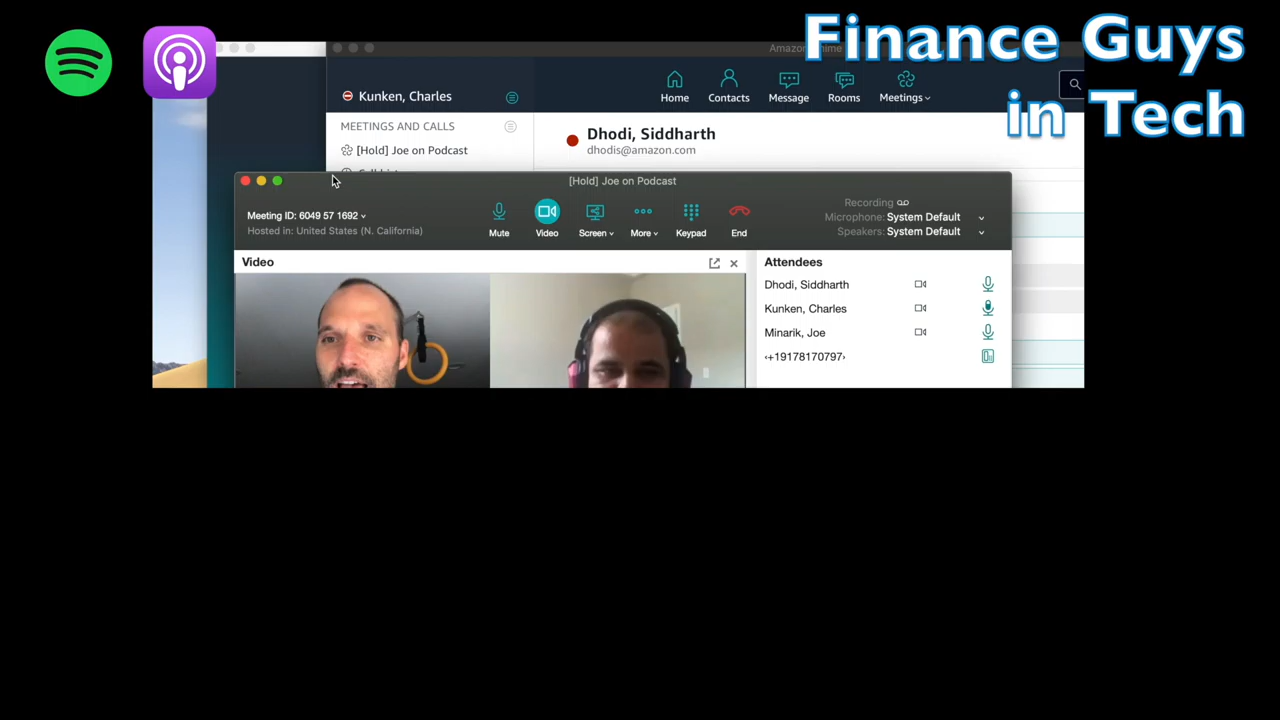 Finance Guys
in Tech
Amazon Chime
Kunken, Charles
Home
Contacts
Message
Rooms
Meetings
MEETINGS AND CALLS
[Hold] Joe on Podcast
Dhodi, Siddharth
dhodis@amazon.com
[Hold] Joe on Podcast
Meeting ID: 6049 57 1692
Hosted in: United States (N. California)
Mute
Video
Screen
More
Keypad
End
Recording
Microphone: System Default
Speakers: System Default
Video
Attendees
Dhodi, Siddharth
Kunken, Charles
Minarik, Joe
‹+19178170797›